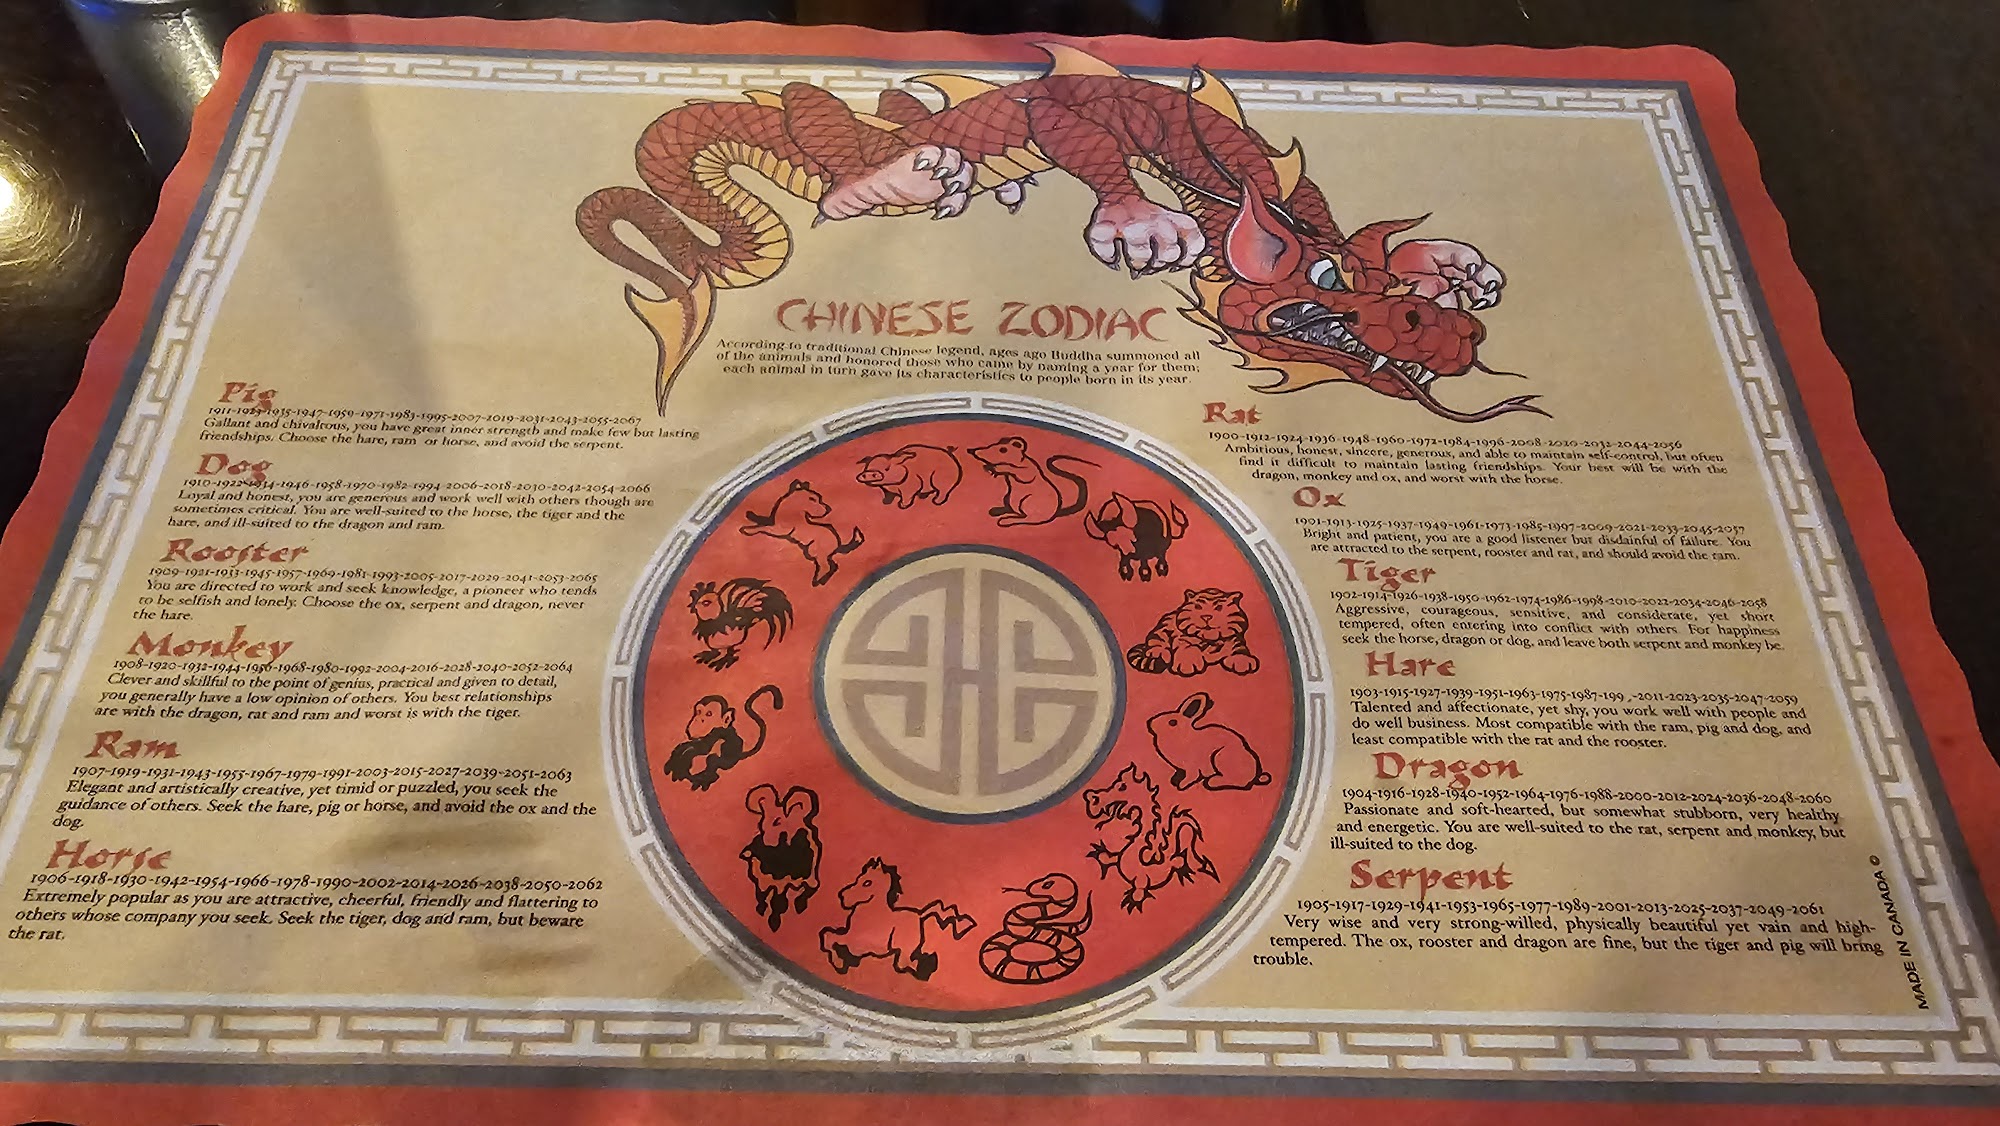 CHINESE ZODIAC
According to traditional Chinese legend, ages ago Buddha summoned all
of the animals and honored those who came by naming a year for them;
each animal in turn gave its characteristics to people born in its year.
Pig
1911-1923-1935-1947-1959-1971-1983-1995-2007-2019-2031-2043-2055-2067
Gallant and chivalrous, you have great inner strength and make few but lasting
friendships. Choose the hare, ram or horse, and avoid the serpent.
Dog
1910-1922-1934-1946-1958-1970-1982-1994-2006-2018-2030-2042-2054-2066
Loyal and honest, you are generous and work well with others though are
sometimes critical. You are well-suited to the horse, the tiger and the
hare, and ill-suited to the dragon and ram.
Rooster
1909-1921-1933-1945-1957-1969-1981-1993-2005-2017-2029-2041-2053-2065
You are directed to work and seek knowledge, a pioneer who tends
to be selfish and lonely. Choose the ox, serpent and dragon, never
the hare.
Monkey
1908-1920-1932-1944-1956-1968-1980-1992-2004-2016-2028-2040-2052-2064
Clever and skillful to the point of genius, practical and given to detail,
you generally have a low opinion of others. You best relationships
are with the dragon, rat and ram and worst is with the tiger.
Ram
1907-1919-1931-1943-1955-1967-1979-1991-2003-2015-2027-2039-2051-2063
Elegant and artistically creative, yet timid or puzzled, you seek the
guidance of others. Seek the hare, pig or horse, and avoid the ox and the
dog.
Horse
1906-1918-1930-1942-1954-1966-1978-1990-2002-2014-2026-2038-2050-2062
Extremely popular as you are attractive, cheerful, friendly and flattering to
others whose company you seek. Seek the tiger, dog and ram, but beware
the rat.
Rat
1900-1912-1924-1936-1948-1960-1972-1984-1996-2008-2020-2032-2044-2056
Ambitious, honest, sincere, generous, and able to maintain self-control, but often
find it difficult to maintain lasting friendships. Your best will be with the
dragon, monkey and ox, and worst with the horse.
Ox
1901-1913-1925-1937-1949-1961-1973-1985-1997-2009-2021-2033-2045-2057
Bright and patient, you are a good listener but disdainful of failure. You
are attracted to the serpent, rooster and rat, and should avoid the ram.
Tiger
1902-1914-1926-1938-1950-1962-1974-1986-1998-2010-2022-2034-2046-2058
Aggressive, courageous, sensitive, and considerate, yet short
tempered, often entering into conflict with others. For happiness
seek the horse, dragon or dog, and leave both serpent and monkey be.
Hare
1903-1915-1927-1939-1951-1963-1975-1987-199 -2011-2023-2035-2047-2059
Talented and affectionate, yet shy, you work well with people and
do well business. Most compatible with the ram, pig and dog, and
least compatible with the rat and the rooster.
Dragon
1904-1916-1928-1940-1952-1964-1976-1988-2000-2012-2024-2036-2048-2060
Passionate and soft-hearted, but somewhat stubborn, very healthy
and energetic. You are well-suited to the rat, serpent and monkey, but
ill-suited to the dog.
Serpent
1905-1917-1929-1941-1953-1965-1977-1989-2001-2013-2025-2037-2049-2061
Very wise and very strong-willed, physically beautiful yet vain and high-
tempered. The ox, rooster and dragon are fine, but the tiger and pig will bring
trouble.
MADE IN CANADA ©